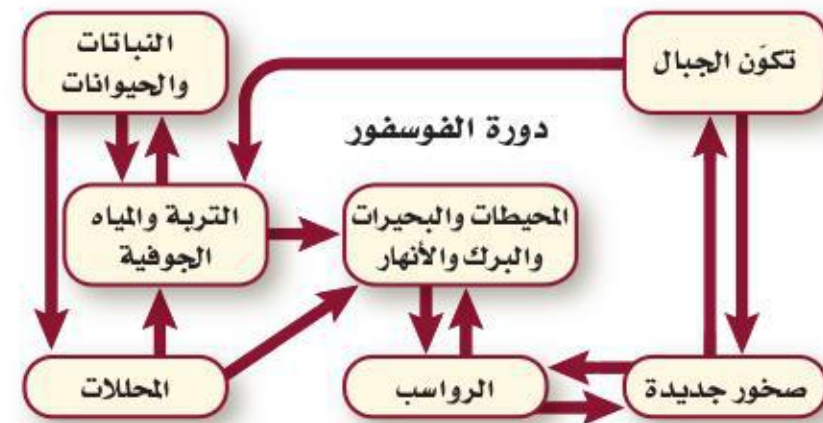 تكوّن الجبال
النباتات
والحيوانات
دورة الفوسفور
المحيطات والبحيرات
والبرك والأنهار
التربة والمياه
الجوفية
صخور جديدة
الرواسب
المحللات